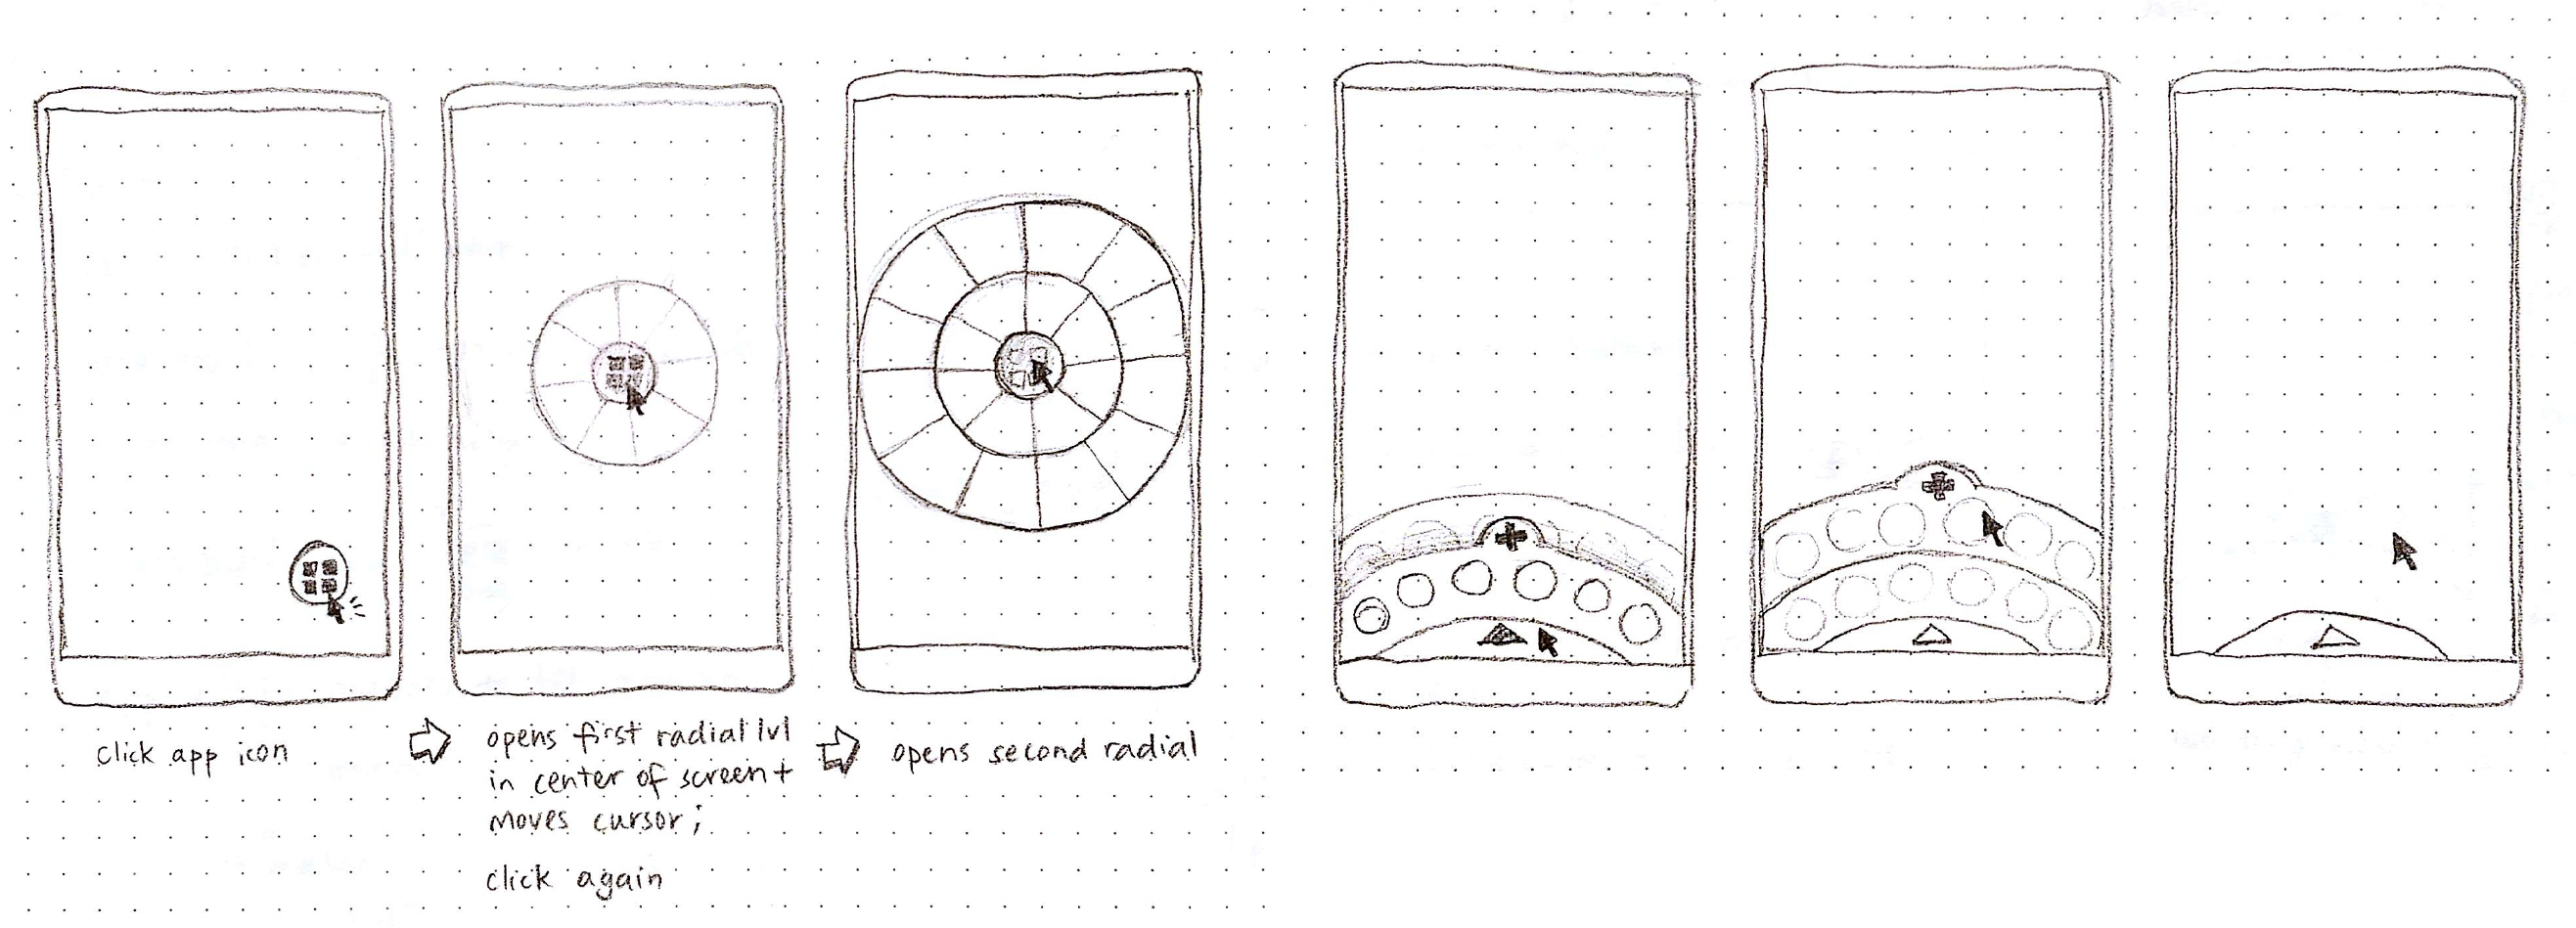 click app icon
opens first radial lvl
in center of screen +
moves cursor;
click again
opens second radial